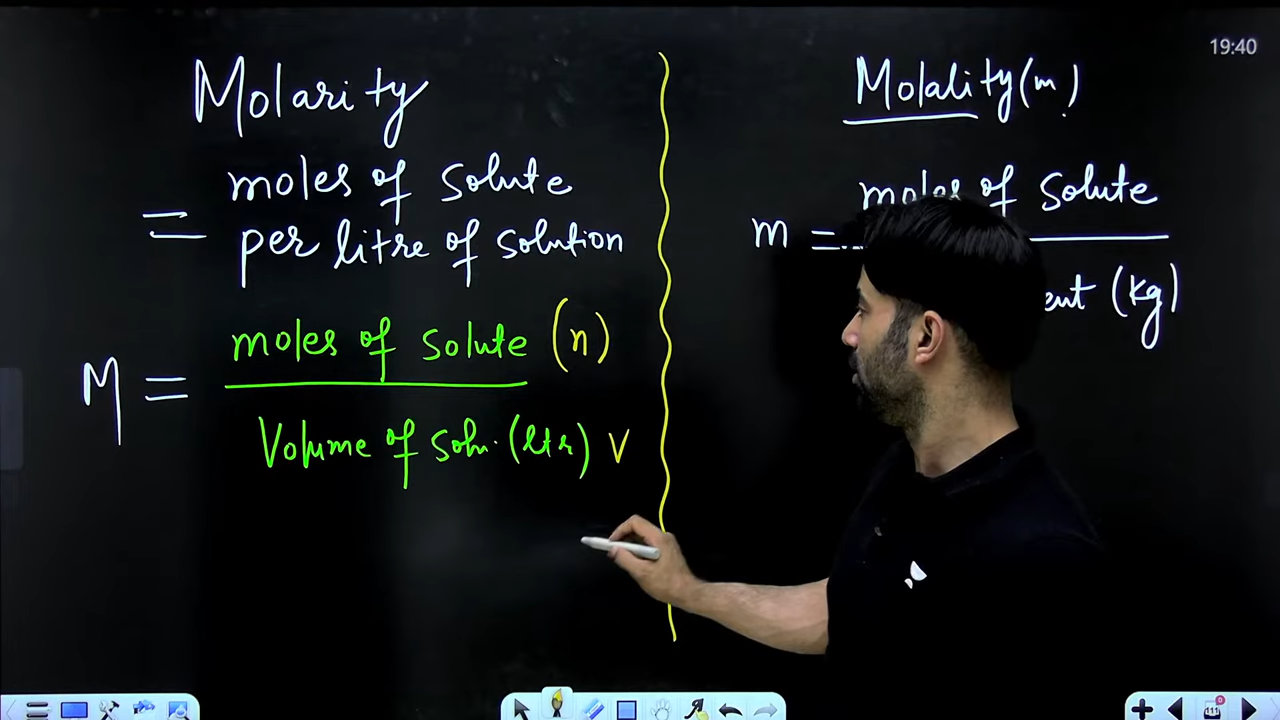 19:40
Molarity
= moles of solute
per litre of solution
M = moles of solute (n)
Volume of soln. (ltr) V
Molality (m)
m = moles of solute
(kg)